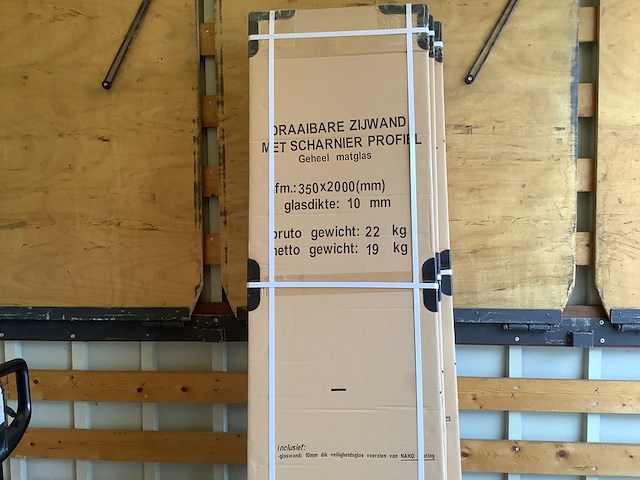 DRAAIBARE ZIJWAND
MET SCHARNIER PROFIEL
Geheel matglas
afm.: 350x2000(mm)
glasdikte: 10 mm
bruto gewicht: 22 kg
netto gewicht: 19 kg
inclusief:
-glaswand: 10mm dik veiligheidsglas voorzien van NANO coating